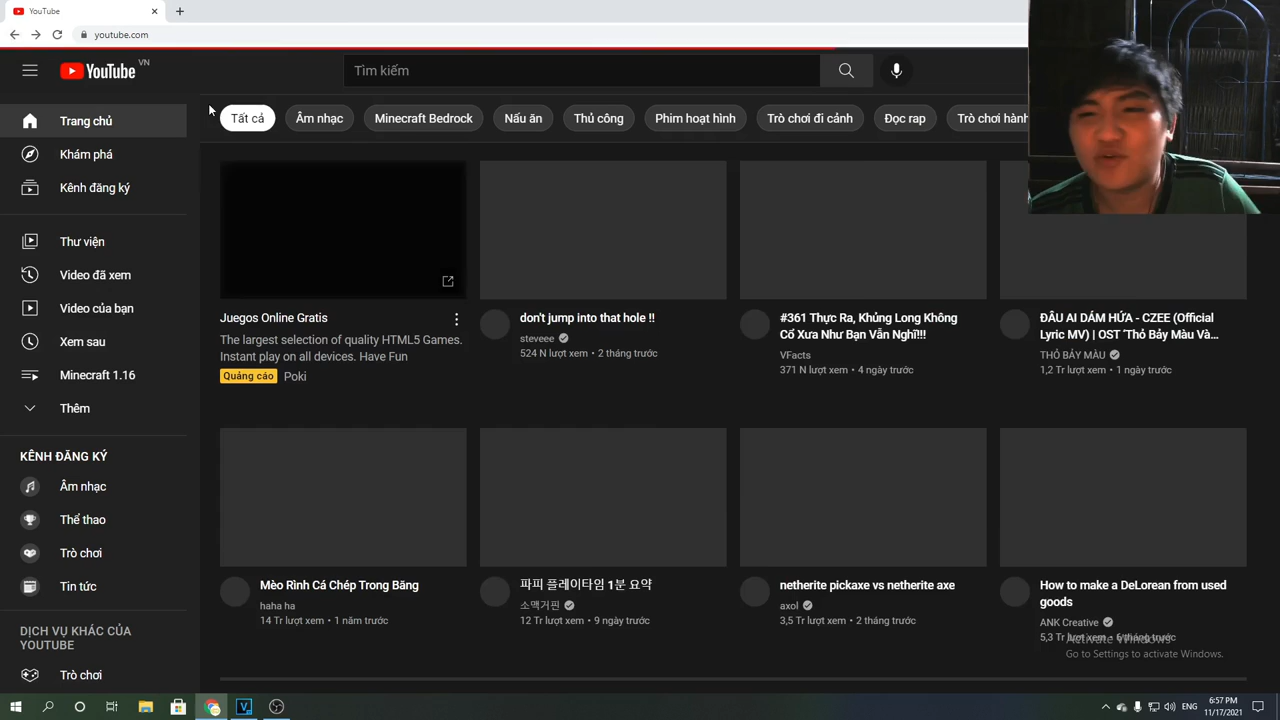 YouTube
youtube.com
YouTube VN
Tìm kiếm
Tất cả
Âm nhạc
Minecraft Bedrock
Nấu ăn
Thủ công
Phim hoạt hình
Trò chơi đi cảnh
Đọc rap
Trò chơi hành
Trang chủ
Khám phá
Kênh đăng ký
Thư viện
Video đã xem
Video của bạn
Xem sau
Minecraft 1.16
Thêm
KÊNH ĐĂNG KÝ
Âm nhạc
Thể thao
Trò chơi
Tin tức
DỊCH VỤ KHÁC CỦA
YOUTUBE
Trò chơi
Juegos Online Gratis
The largest selection of quality HTML5 Games.
Instant play on all devices. Have Fun
Quảng cáo Poki
don't jump into that hole !!
steveee
524 N lượt xem • 2 tháng trước
#361 Thực Ra, Khủng Long Không
Cổ Xưa Như Bạn Vẫn Nghĩ!!!
VFacts
371 N lượt xem • 4 ngày trước
ĐÂU AI DÁM HỨA - CZEE (Official
Lyric MV) | OST 'Thỏ Bảy Màu Và...
THỎ BẢY MÀU
1,2 Tr lượt xem • 1 ngày trước
Mèo Rình Cá Chép Trong Băng
haha ha
14 Tr lượt xem • 1 năm trước
파피 플레이타임 1분 요약
소맥거핀
12 Tr lượt xem • 9 ngày trước
netherite pickaxe vs netherite axe
axol
3,5 Tr lượt xem • 2 tháng trước
How to make a DeLorean from used
goods
ANK Creative
5,3 Tr lượt xem • 6 tháng trước
Activate Windows
Go to Settings to activate Windows.
ENG
6:57 PM
11/17/2021